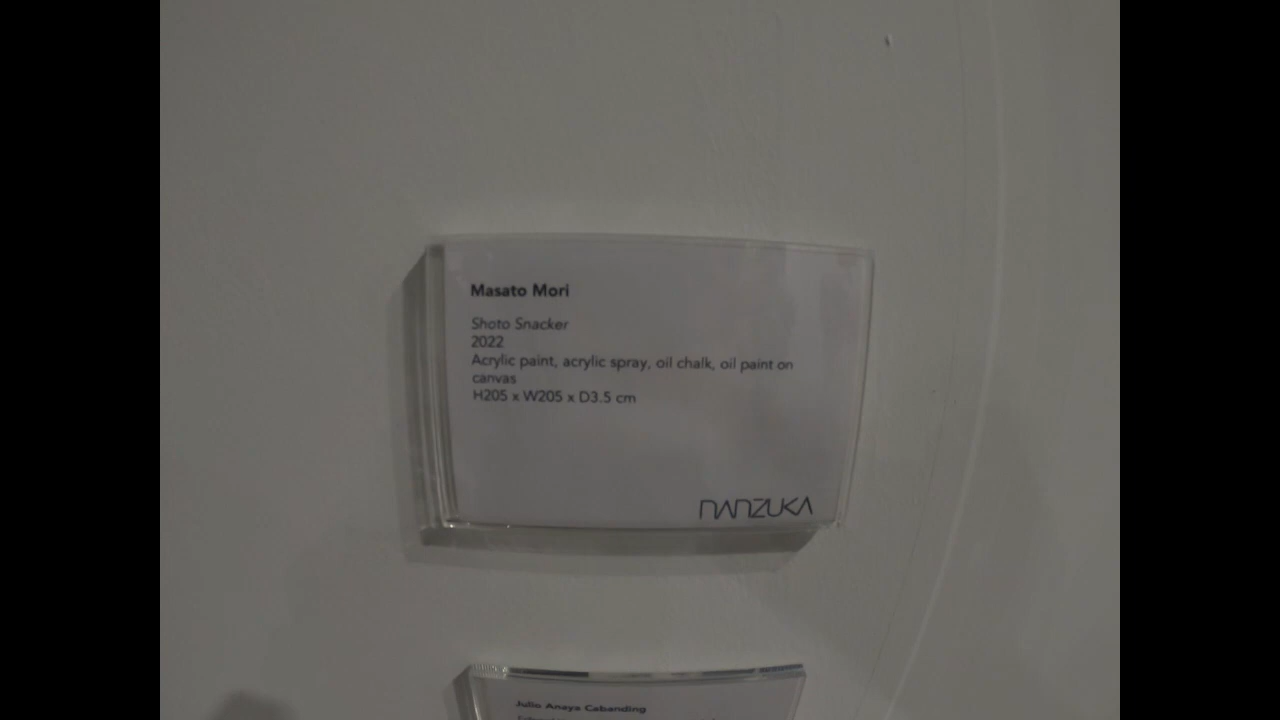 Masato Mori
Shoto Snacker
2022
Acrylic paint, acrylic spray, oil chalk, oil paint on
canvas
H205 x W205 x D3.5 cm
NANZUKA
Julio Anaya Cabanding